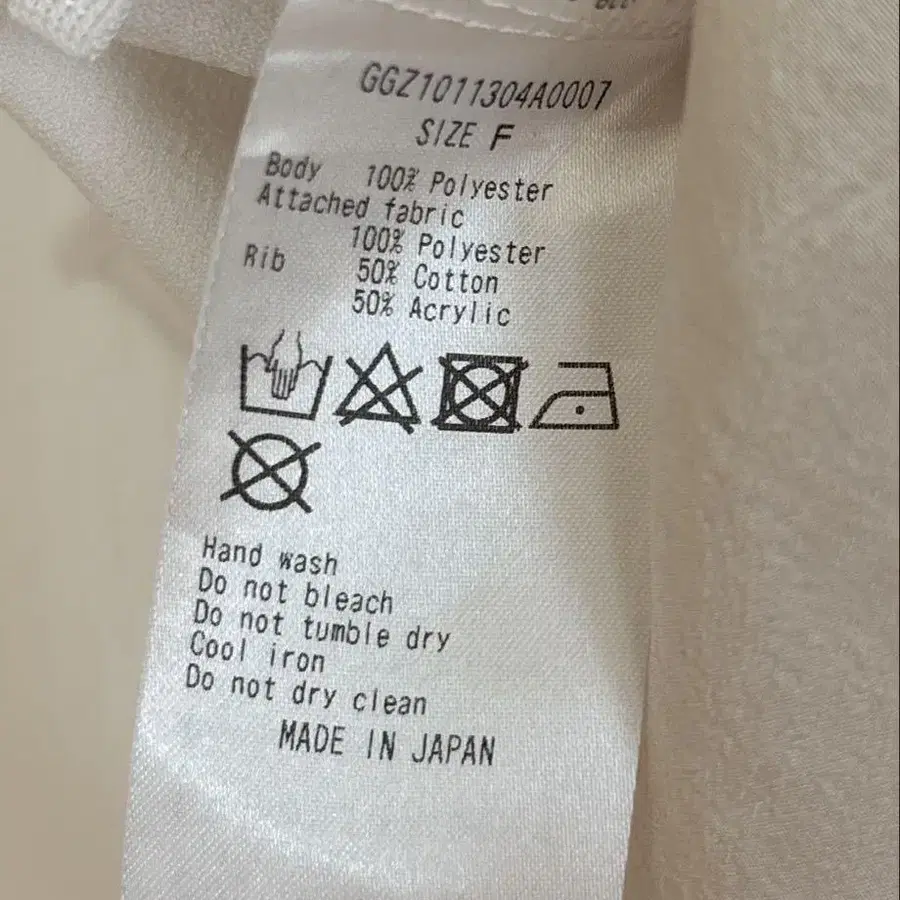 GGZ1011304A0007
SIZE F
Body 100% Polyester
Attached fabric
100% Polyester
Rib 50% Cotton
50% Acrylic
Hand wash
Do not bleach
Do not tumble dry
Cool iron
Do not dry clean
MADE IN JAPAN